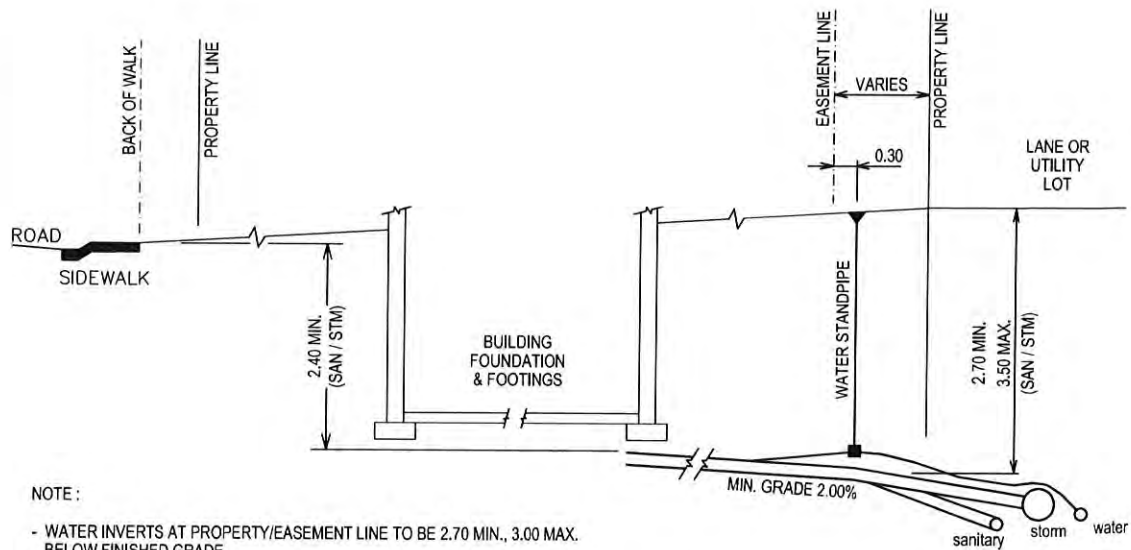 BACK OF WALK
PROPERTY LINE
EASEMENT LINE
VARIES
PROPERTY LINE
0.30
LANE OR
UTILITY
LOT
ROAD
SIDEWALK
2.40 MIN.
(SAN / STM)
BUILDING
FOUNDATION
& FOOTINGS
WATER STANDPIPE
2.70 MIN.
3.50 MAX.
(SAN / STM)
MIN. GRADE 2.00%
sanitary
storm
water
NOTE :
- WATER INVERTS AT PROPERTY/EASEMENT LINE TO BE 2.70 MIN., 3.00 MAX.
BELOW FINISHED GRADE